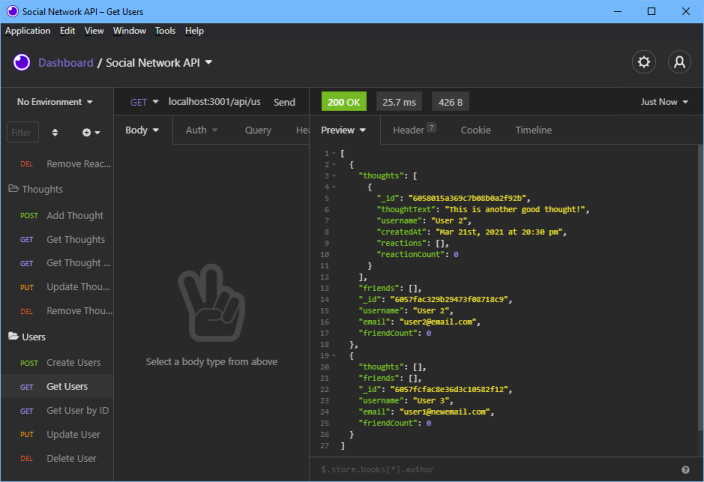 Social Network API – Get Users
Application Edit View Window Tools Help
Dashboard / Social Network API
No Environment
GET localhost:3001/api/us Send
200 OK 25.7 ms 426 B Just Now
Filter
Body Auth Query Hea
Preview Header 7 Cookie Timeline
DEL Remove Reac...
Thoughts
POST Add Thought
GET Get Thoughts
GET Get Thought ...
PUT Update Thou...
DEL Remove Thou...
Users
POST Create Users
GET Get Users
GET Get User by ID
PUT Update User
DEL Delete User
Select a body type from above
1 [
2 {
3 "thoughts": [
4 {
5 "_id": "6058015a369c7b08b0a2f92b",
6 "thoughtText": "This is another good thought!",
7 "username": "User 2",
8 "createdAt": "Mar 21st, 2021 at 20:30 pm",
9 "reactions": [],
10 "reactionCount": 0
11 }
12 ],
13 "friends": [],
14 "_id": "6057fac329b29473f08718c9",
15 "username": "User 2",
16 "email": "user2@email.com",
17 "friendCount": 0
18 },
19 {
20 "thoughts": [],
21 "friends": [],
22 "_id": "6057fcfac8e36d3c10582f12",
23 "username": "User 3",
24 "email": "user1@newemail.com",
25 "friendCount": 0
26 }
27 ]
$.store.books[*].author